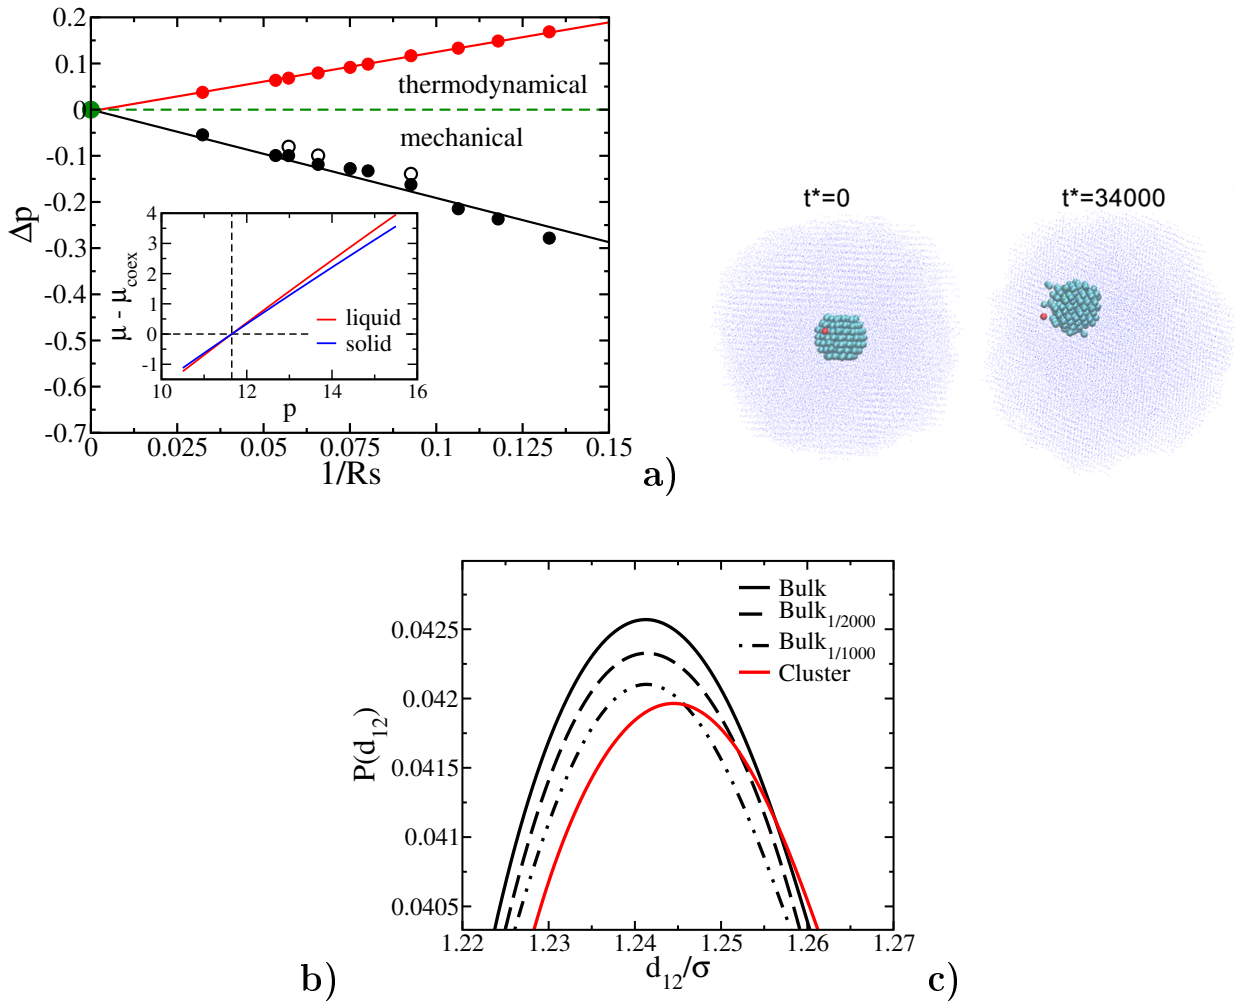 0.2
0.1
0
-0.1
-0.2
-0.3
-0.4
-0.5
-0.6
-0.7
Δp
thermodynamical
mechanical
4
3
2
1
0
-1
μ - μcoex
liquid
solid
10
12
14
16
p
0
0.025
0.05
0.075
0.1
0.125
0.15
1/Rs
a)
t*=0
t*=34000
b)
0.0425
0.042
0.0415
0.041
0.0405
P(d12)
Bulk
Bulk1/2000
Bulk1/1000
Cluster
1.22
1.23
1.24
1.25
1.26
1.27
d12/σ
c)